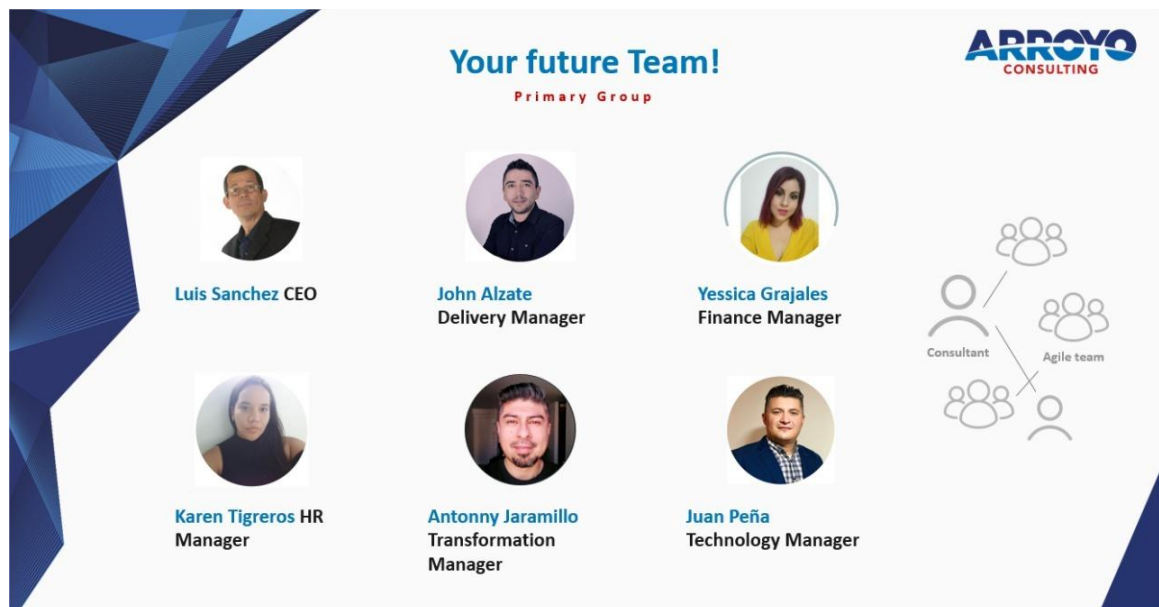 Your future Team!
Primary Group
ARROYO
CONSULTING
Luis Sanchez CEO
John Alzate
Delivery Manager
Yessica Grajales
Finance Manager
Karen Tigreros HR
Manager
Antonny Jaramillo
Transformation
Manager
Juan Peña
Technology Manager
Consultant
Agile team